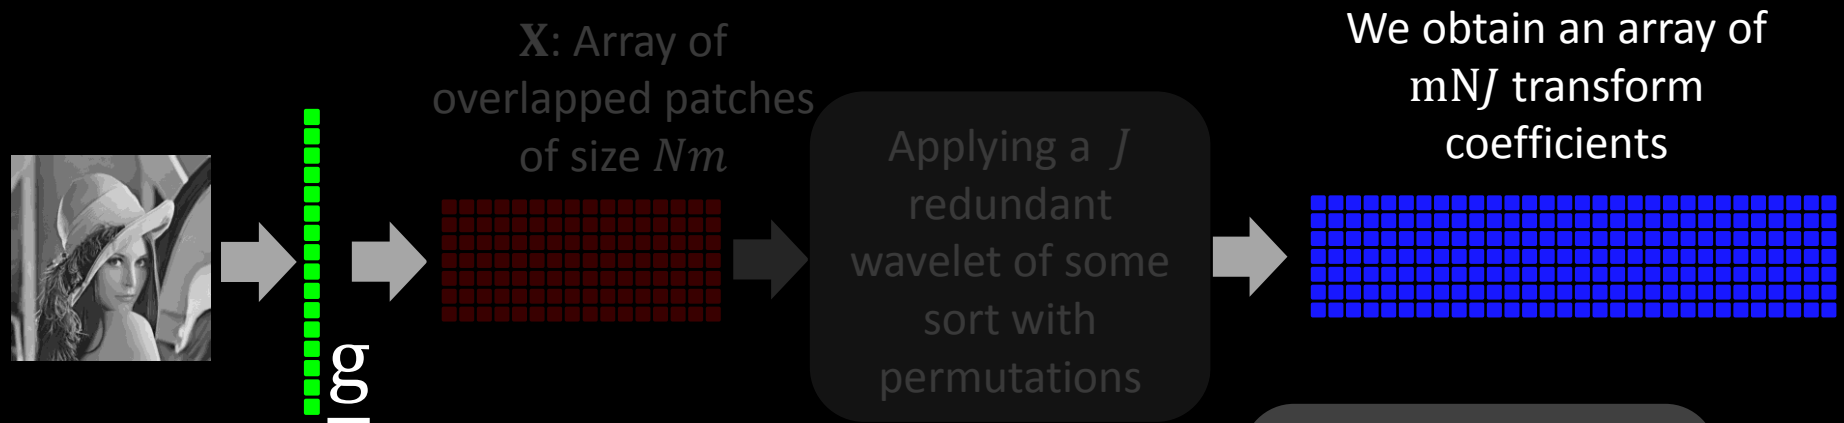 X: Array of
overlapped patches
of size Nm
Applying a J
redundant
wavelet of some
sort with
permutations
We obtain an array of
mNJ transform
coefficients
g